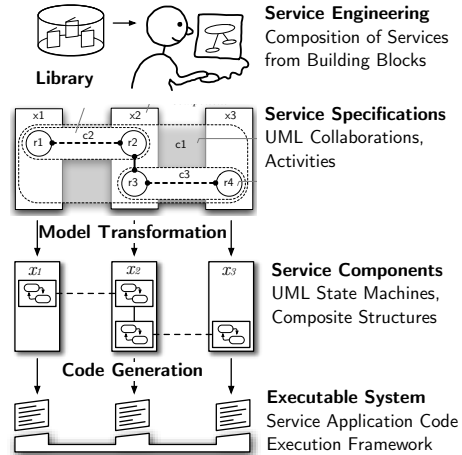 Service Engineering
Composition of Services
from Building Blocks
Library
x1 x2 x3
Service Specifications
UML Collaborations,
Activities
c2
r1 r2 c1
c3
r3 r4
Model Transformation
x1 x2 x3
Service Components
UML State Machines,
Composite Structures
Code Generation
Executable System
Service Application Code
Execution Framework